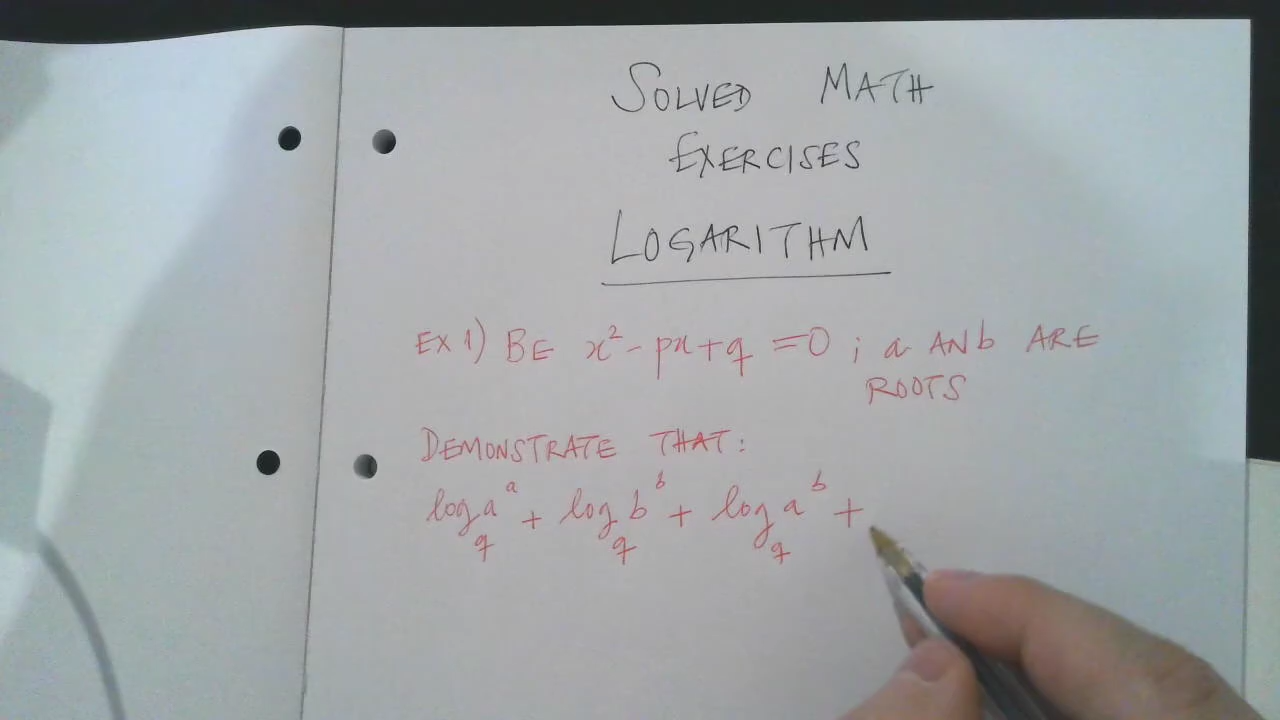 SOLVED MATH
EXERCISES
LOGARITHM
EX 1) BE x² - px + q = 0 ; a AND b ARE
ROOTS
DEMONSTRATE THAT:
log_q a^a + log_q b^b + log_q a^b +